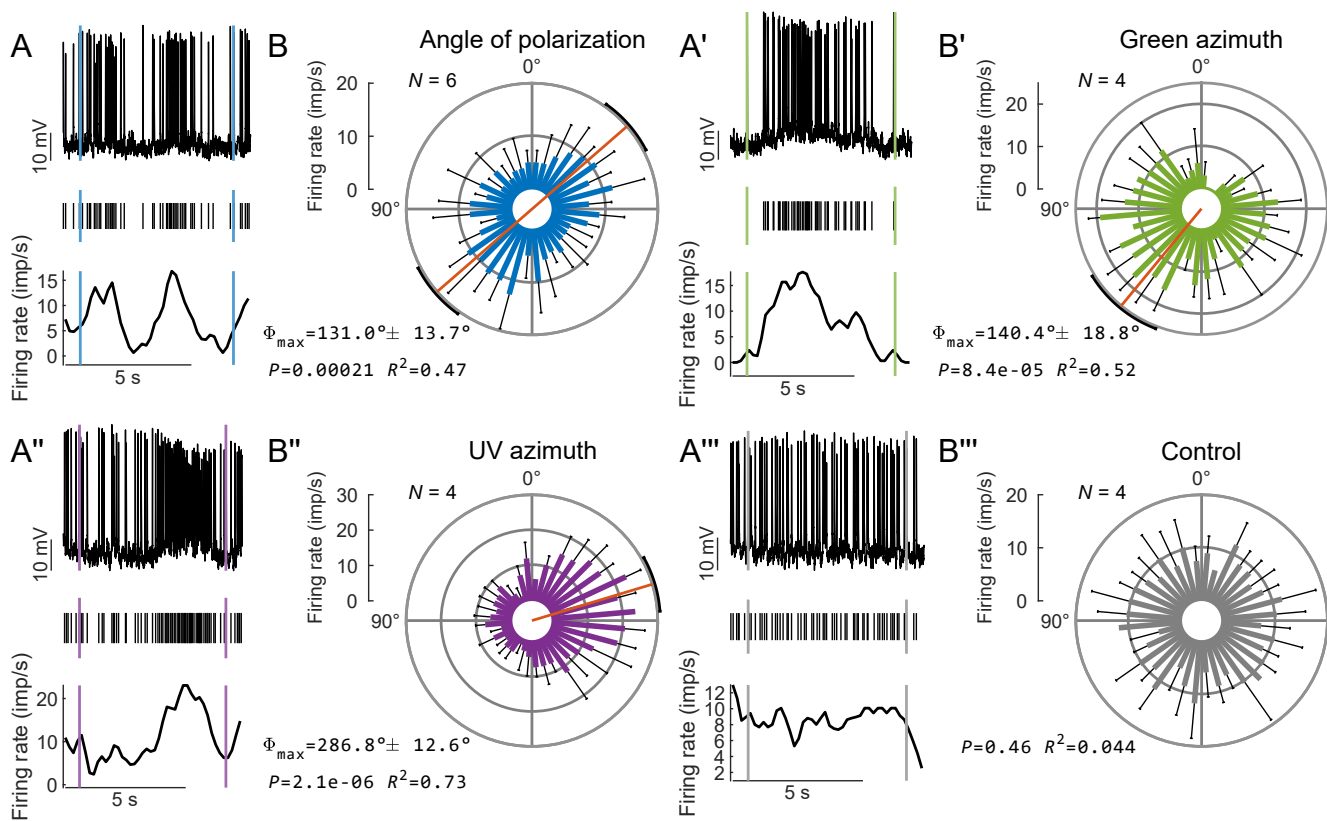 A
10 mV
Firing rate (imp/s)
15
10
5
0
5 s
B
Angle of polarization
0°
N = 6
Firing rate (imp/s)
20
10
0
90°
Φmax=131.0°± 13.7°
P=0.00021 R²=0.47
A'
10 mV
Firing rate (imp/s)
15
10
5
0
5 s
B'
Green azimuth
0°
N = 4
Firing rate (imp/s)
20
10
0
90°
Φmax=140.4°± 18.8°
P=8.4e-05 R²=0.52
A''
10 mV
Firing rate (imp/s)
20
10
0
5 s
B''
UV azimuth
0°
N = 4
Firing rate (imp/s)
30
20
10
0
90°
Φmax=286.8°± 12.6°
P=2.1e-06 R²=0.73
A'''
10 mV
Firing rate (imp/s)
12
10
8
6
4
2
5 s
B'''
Control
0°
N = 4
Firing rate (imp/s)
20
10
0
90°
P=0.46 R²=0.044